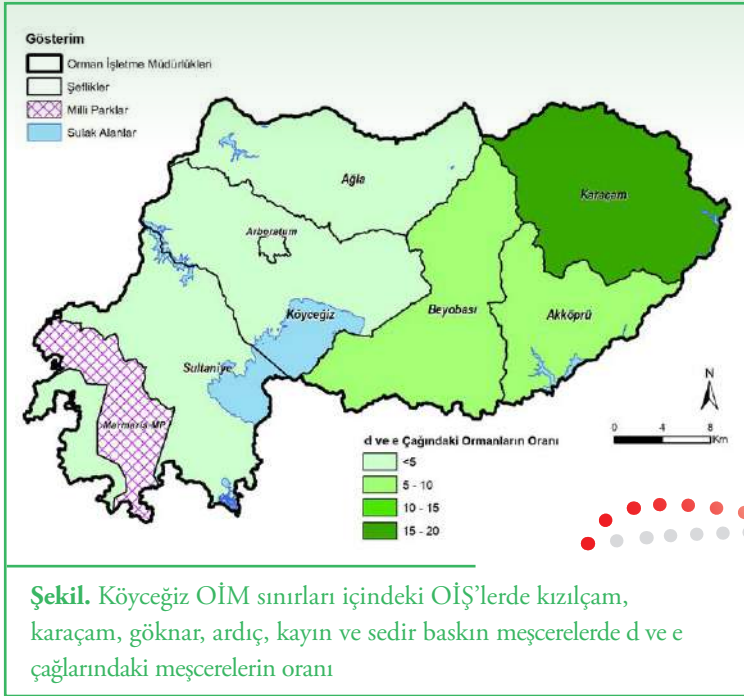 Gösterim
Orman İşletme Müdürlükleri
Şeflikler
Milli Parklar
Sulak Alanlar
Ağla
Karaçam
Arboratum
Köyceğiz
Beyobası
Akköprü
Sultaniye
Marmaris MP
N
d ve e Çağındaki Ormanların Oranı
<5
5 - 10
10 - 15
15 - 20
0 4 8
Km
Şekil. Köyceğiz OİM sınırları içindeki OİŞ’lerde kızılçam,
karaçam, göknar, ardıç, kayın ve sedir baskın meşcerelerde d ve e
çağlarındaki meşcerelerin oranı